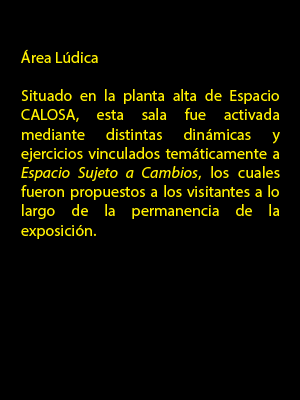 Área Lúdica
Situado en la planta alta de Espacio
CALOSA, esta sala fue activada
mediante distintas dinámicas y
ejercicios vinculados temáticamente a
Espacio Sujeto a Cambios, los cuales
fueron propuestos a los visitantes a lo
largo de la permanencia de la
exposición.